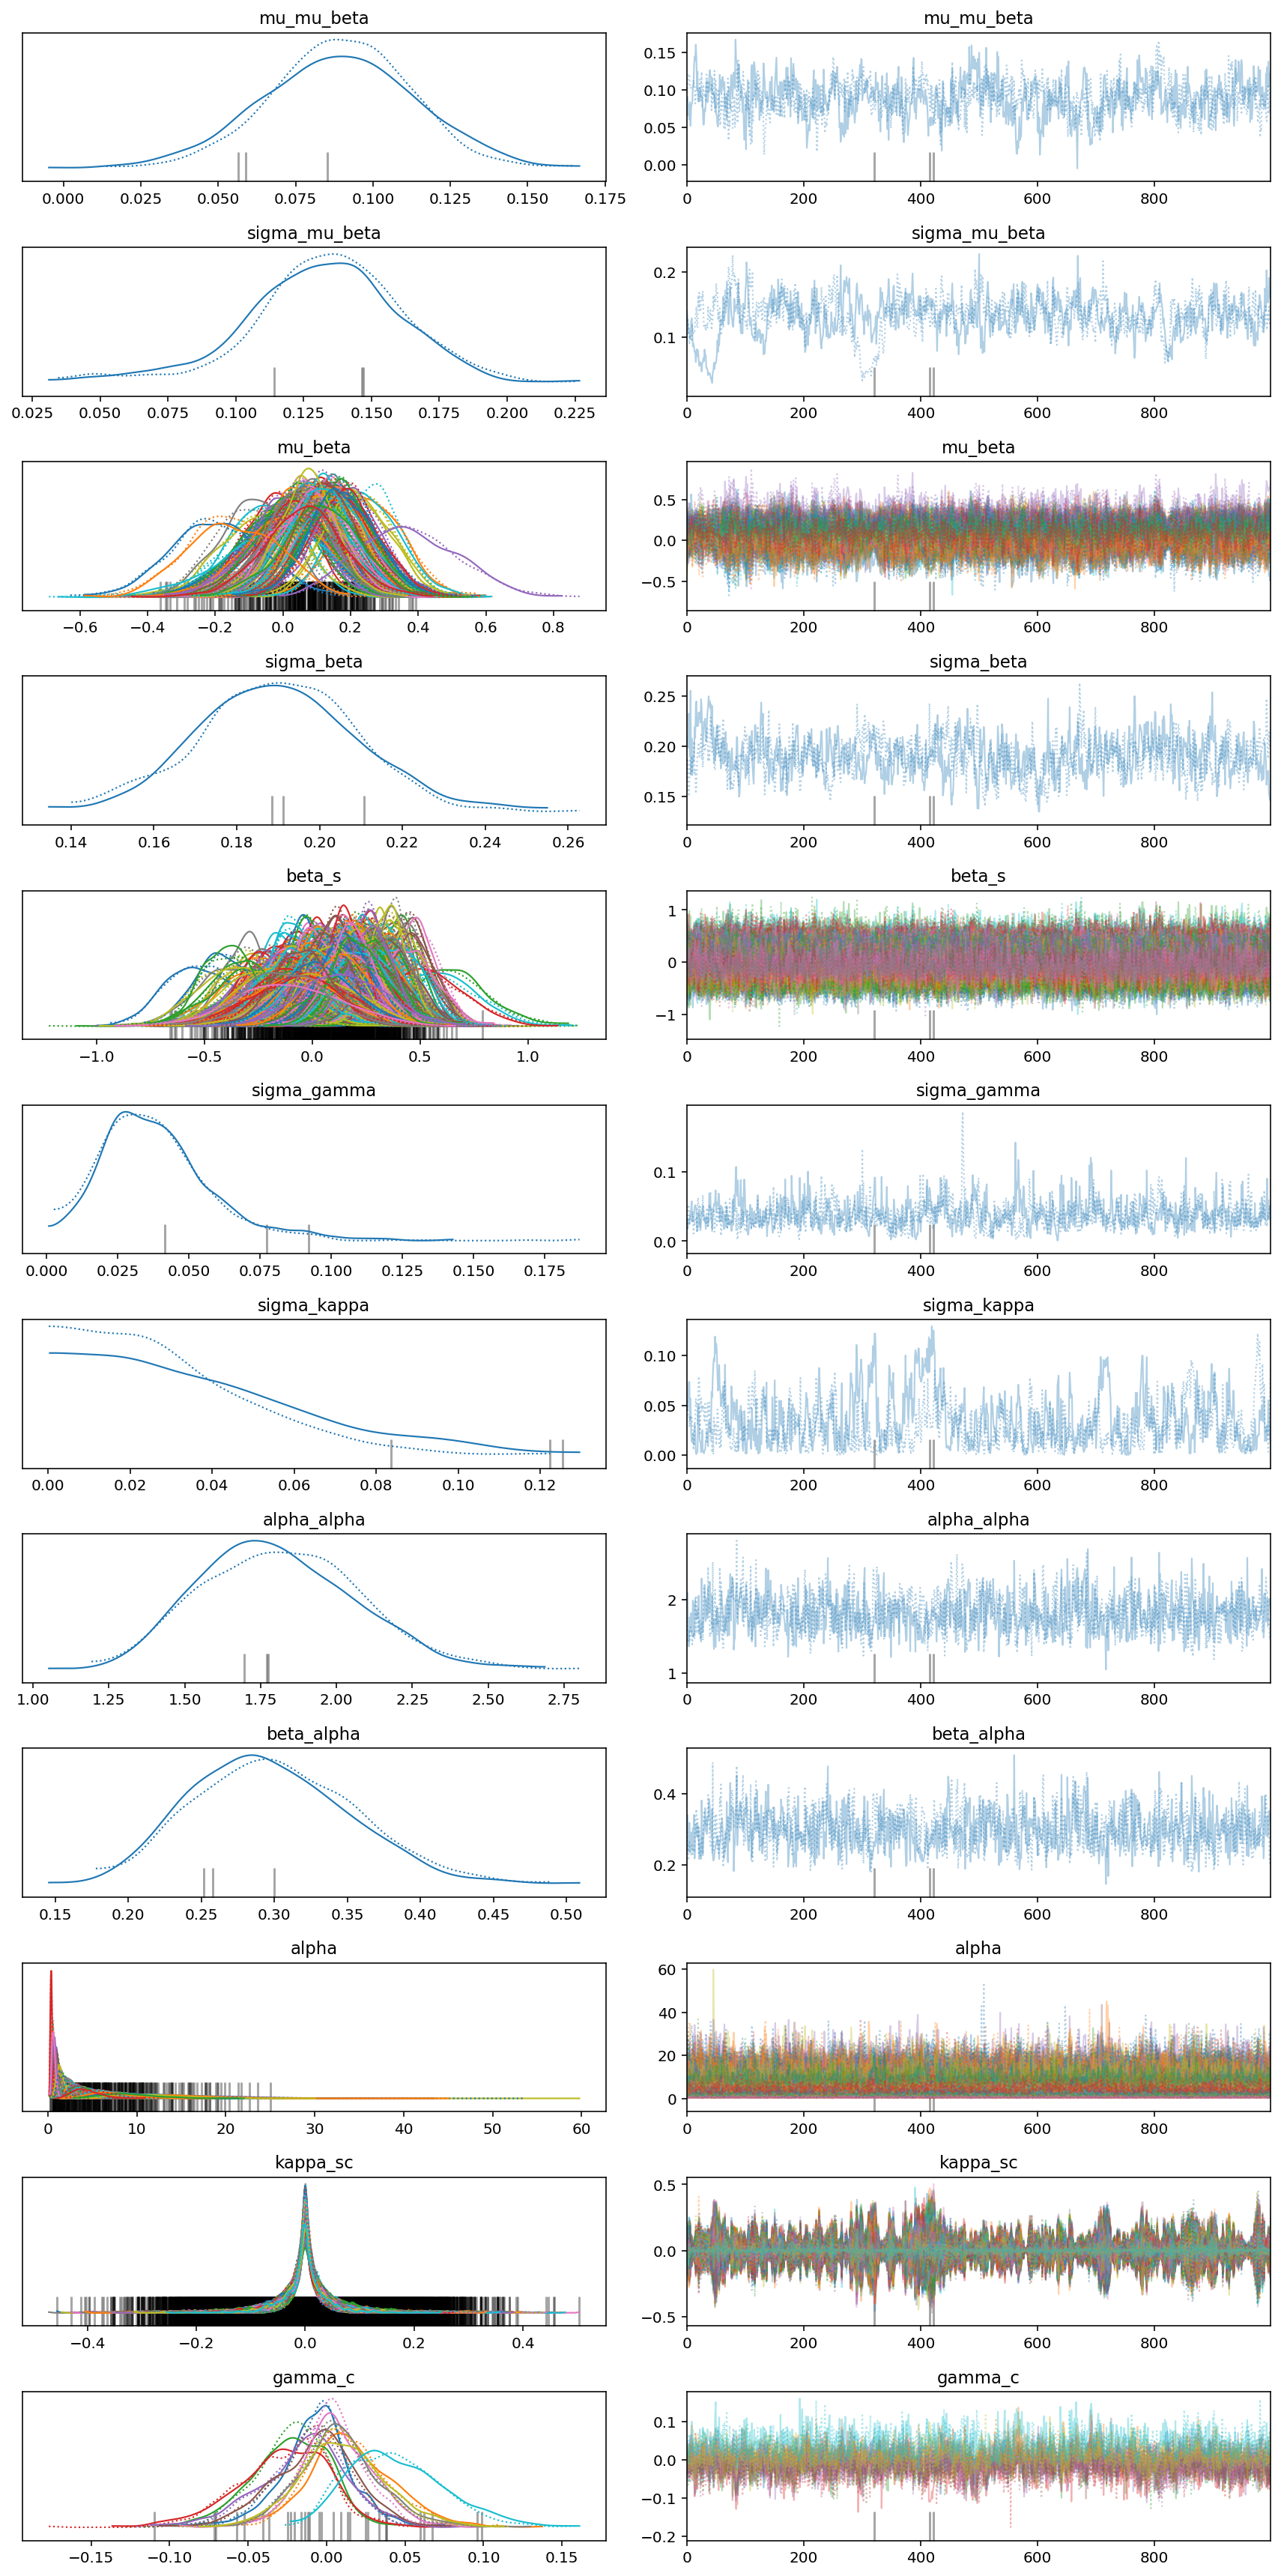 mu_mu_beta mu_mu_beta
0.15
0.10
0.05
0.00
0.000 0.025 0.050 0.075 0.100 0.125 0.150 0.175 0 200 400 600 800
sigma_mu_beta sigma_mu_beta
0.2
0.1
0.025 0.050 0.075 0.100 0.125 0.150 0.175 0.200 0.225 0 200 400 600 800
mu_beta mu_beta
0.5
0.0
−0.5
−0.6 −0.4 −0.2 0.0 0.2 0.4 0.6 0.8 0 200 400 600 800
sigma_beta sigma_beta
0.25
0.20
0.15
0.14 0.16 0.18 0.20 0.22 0.24 0.26 0 200 400 600 800
beta_s beta_s
1
0
−1
−1.0 −0.5 0.0 0.5 1.0 0 200 400 600 800
sigma_gamma sigma_gamma
0.1
0.0
0.000 0.025 0.050 0.075 0.100 0.125 0.150 0.175 0 200 400 600 800
sigma_kappa sigma_kappa
0.10
0.05
0.00
0.00 0.02 0.04 0.06 0.08 0.10 0.12 0 200 400 600 800
alpha_alpha alpha_alpha
2
1
1.00 1.25 1.50 1.75 2.00 2.25 2.50 2.75 0 200 400 600 800
beta_alpha beta_alpha
0.4
0.2
0.15 0.20 0.25 0.30 0.35 0.40 0.45 0.50 0 200 400 600 800
alpha alpha
60
40
20
0
0 10 20 30 40 50 60 0 200 400 600 800
kappa_sc kappa_sc
0.5
0.0
−0.5
−0.4 −0.2 0.0 0.2 0.4 0 200 400 600 800
gamma_c gamma_c
0.1
0.0
−0.1
−0.2
−0.15 −0.10 −0.05 0.00 0.05 0.10 0.15 0 200 400 600 800